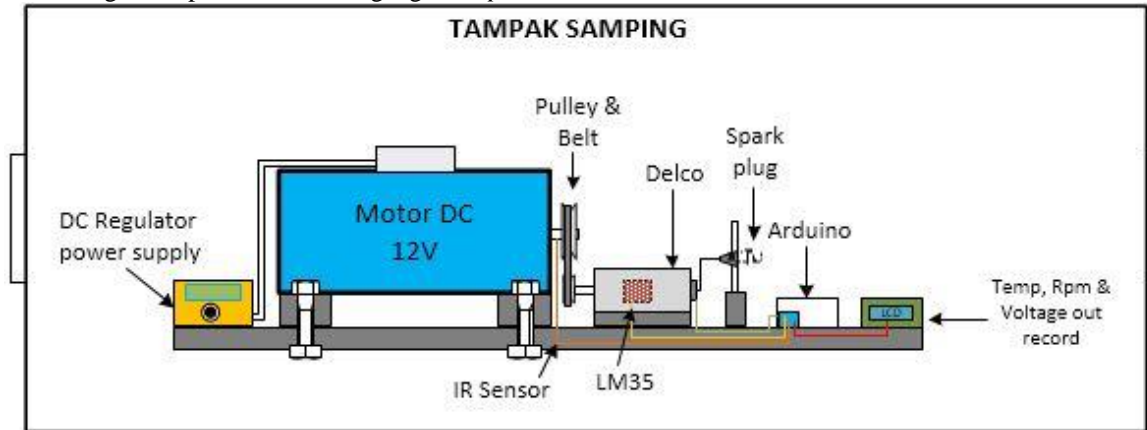 TAMPAK SAMPING
Pulley &
Belt
Spark
plug
Delco
Motor DC
12V
Arduino
DC Regulator
power supply
Temp, Rpm &
Voltage out
record
LCD
IR Sensor
LM35